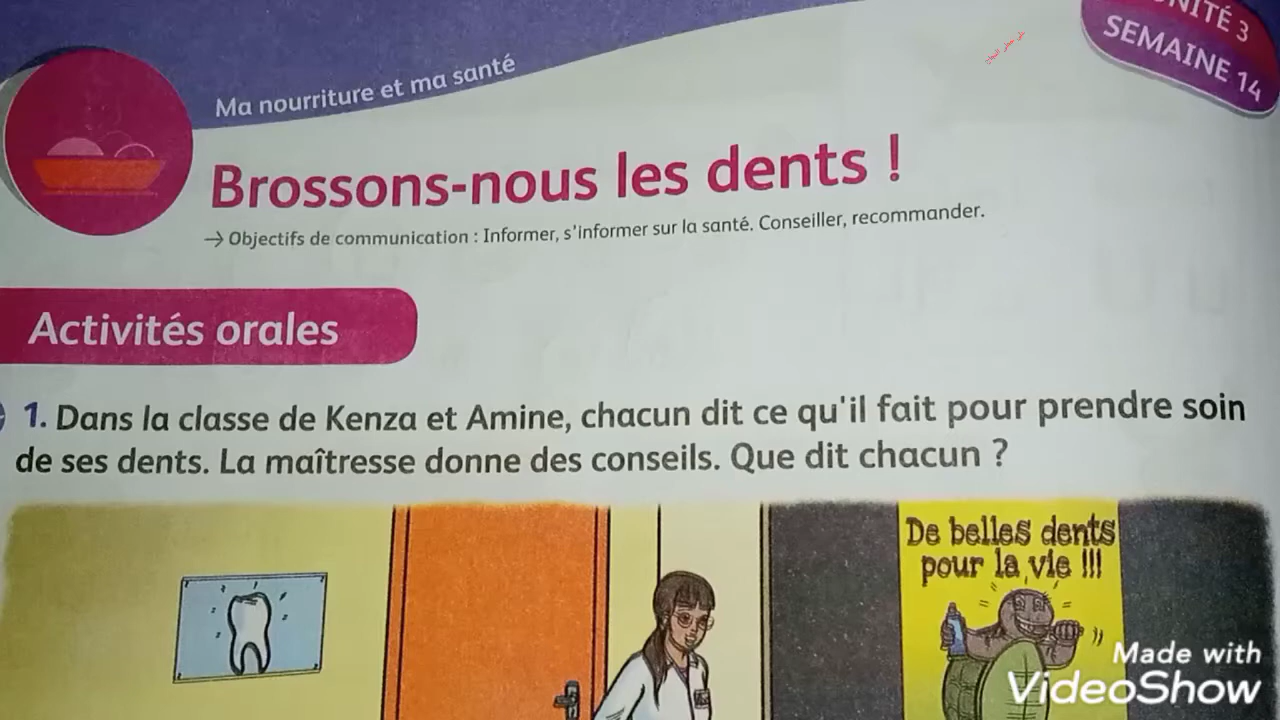 UNITÉ 3
SEMAINE 14
Ma nourriture et ma santé
Brossons-nous les dents !
→ Objectifs de communication : Informer, s'informer sur la santé. Conseiller, recommander.
Activités orales
1. Dans la classe de Kenza et Amine, chacun dit ce qu'il fait pour prendre soin
de ses dents. La maîtresse donne des conseils. Que dit chacun ?
De belles dents
pour la vie !!!
Made with
VideoShow